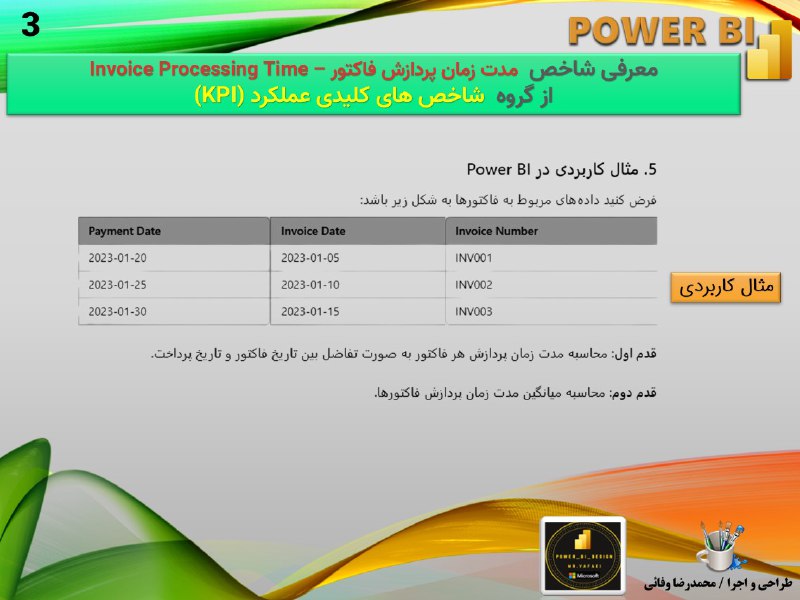 3
POWER BI
معرفی شاخص مدت زمان پردازش فاکتور – Invoice Processing Time
از گروه شاخص های کلیدی عملکرد (KPI)
5. مثال کاربردی در Power BI
فرض کنید داده‌های مربوط به فاکتورها به شکل زیر باشد:
Payment Date Invoice Date Invoice Number
2023-01-20 2023-01-05 INV001
2023-01-25 2023-01-10 INV002
2023-01-30 2023-01-15 INV003
مثال کاربردی
قدم اول: محاسبه مدت زمان پردازش هر فاکتور به صورت تفاضل بین تاریخ فاکتور و تاریخ پرداخت.
قدم دوم: محاسبه میانگین مدت زمان پردازش فاکتورها.
POWER_BI_DESIGN
MR.VAFAEI
Microsoft
طراحی و اجرا / محمدرضا وفائی